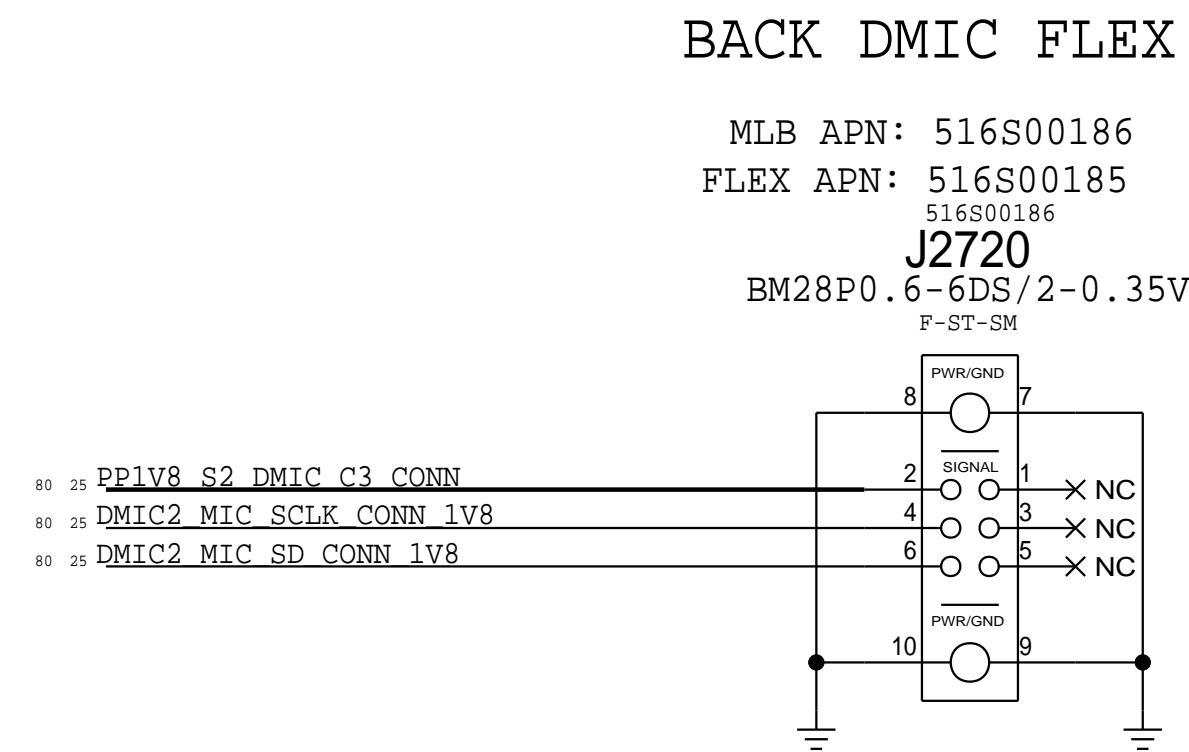 BACK DMIC FLEX
MLB APN: 516S00186
FLEX APN: 516S00185
516S00186
J2720
BM28P0.6-6DS/2-0.35V
F-ST-SM
PWR/GND
8 7
80 25 PP1V8_S2_DMIC_C3_CONN 2 SIGNAL 1 NC
80 25 DMIC2_MIC_SCLK_CONN_1V8 4 3 NC
80 25 DMIC2_MIC_SD_CONN_1V8 6 5 NC
PWR/GND
10 9